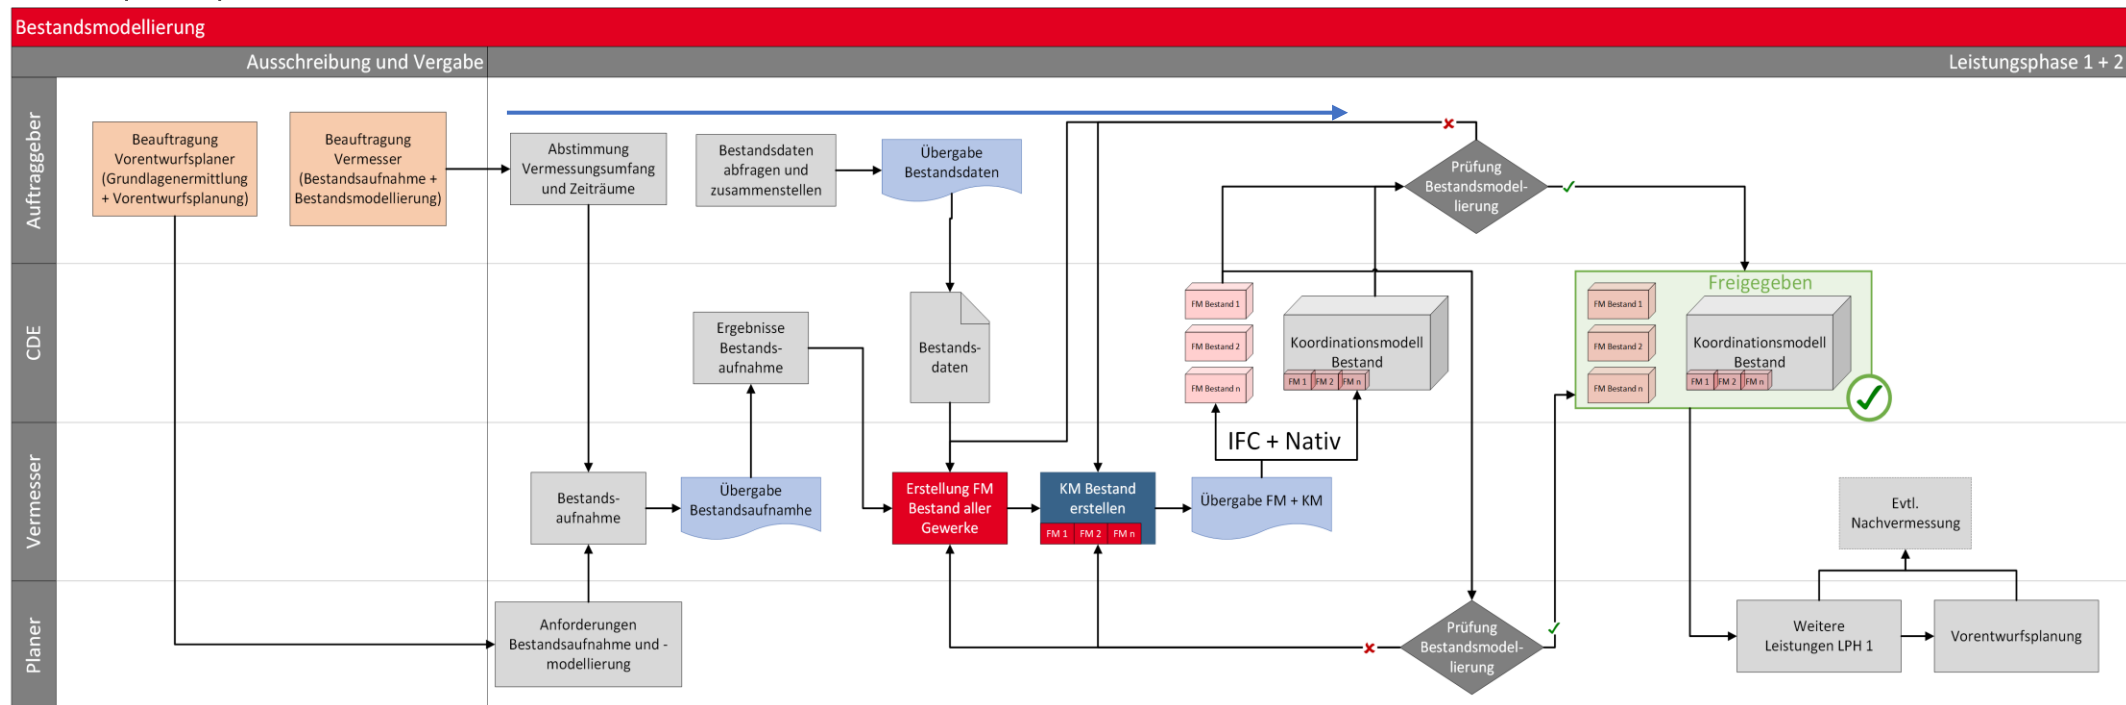 Bestandsmodellierung
Ausschreibung und Vergabe
Leistungsphase 1 + 2
Auftraggeber
Beauftragung
Vorentwurfsplaner
(Grundlagenermittlung
+ Vorentwurfsplanung)
Beauftragung
Vermesser
(Bestandsaufnahme +
Bestandsmodellierung)
Abstimmung
Vermessungsumfang
und Zeiträume
Bestandsdaten
abfragen und
zusammenstellen
Übergabe
Bestandsdaten
Prüfung
Bestandsmodel-
lierung
CDE
Ergebnisse
Bestands-
aufnahme
Bestands-
daten
FM Bestand 1
FM Bestand 2
FM Bestand n
Koordinationsmodell
Bestand
FM 1
FM 2
FM n
Freigegeben
FM Bestand 1
FM Bestand 2
FM Bestand n
Koordinationsmodell
Bestand
FM 1
FM 2
FM n
Vermesser
Bestands-
aufnahme
Übergabe
Bestandsaufnamhe
Erstellung FM
Bestand aller
Gewerke
KM Bestand
erstellen
FM 1
FM 2
FM n
IFC + Nativ
Übergabe FM + KM
Evtl.
Nachvermessung
Planer
Anforderungen
Bestandsaufnahme und -
modellierung
Prüfung
Bestandsmodel-
lierung
Weitere
Leistungen LPH 1
Vorentwurfsplanung